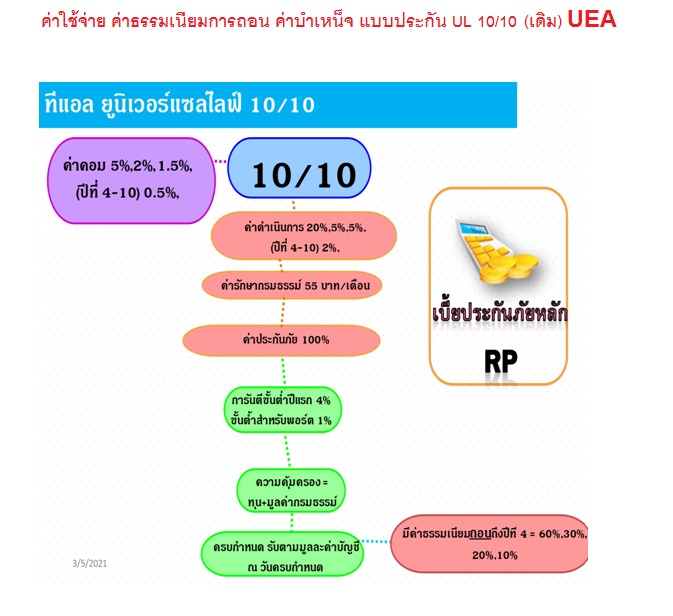 ค่าใช้จ่าย ค่าธรรมเนียมการถอน ค่าบำเหน็จ แบบประกัน UL 10/10 (เดิม) UEA
ทีแอล ยูนิเวอร์แซลไลฟ์ 10/10
ค่าคอม 5%,2%,1.5%,
(ปีที่ 4-10) 0.5%,
10/10
ค่าดำเนินการ 20%,5%,5%,
(ปีที่ 4-10) 2%,
ค่ารักษากรมธรรม์ 55 บาท/เดือน
ค่าประกันภัย 100%
เบี้ยประกันภัยหลัก
RP
การันตีขั้นต่ำปีแรก 4%
ขั้นต่ำสำหรับพอร์ต 1%
ความคุ้มครอง =
ทุน+มูลค่ากรมธรรม์
ครบกำหนด รับตามมูลละค่าบัญชี
ณ วันครบกำหนด
มีค่าธรรมเนียมถอนถึงปีที่ 4 = 60%,30%,
20%,10%
3/5/2021